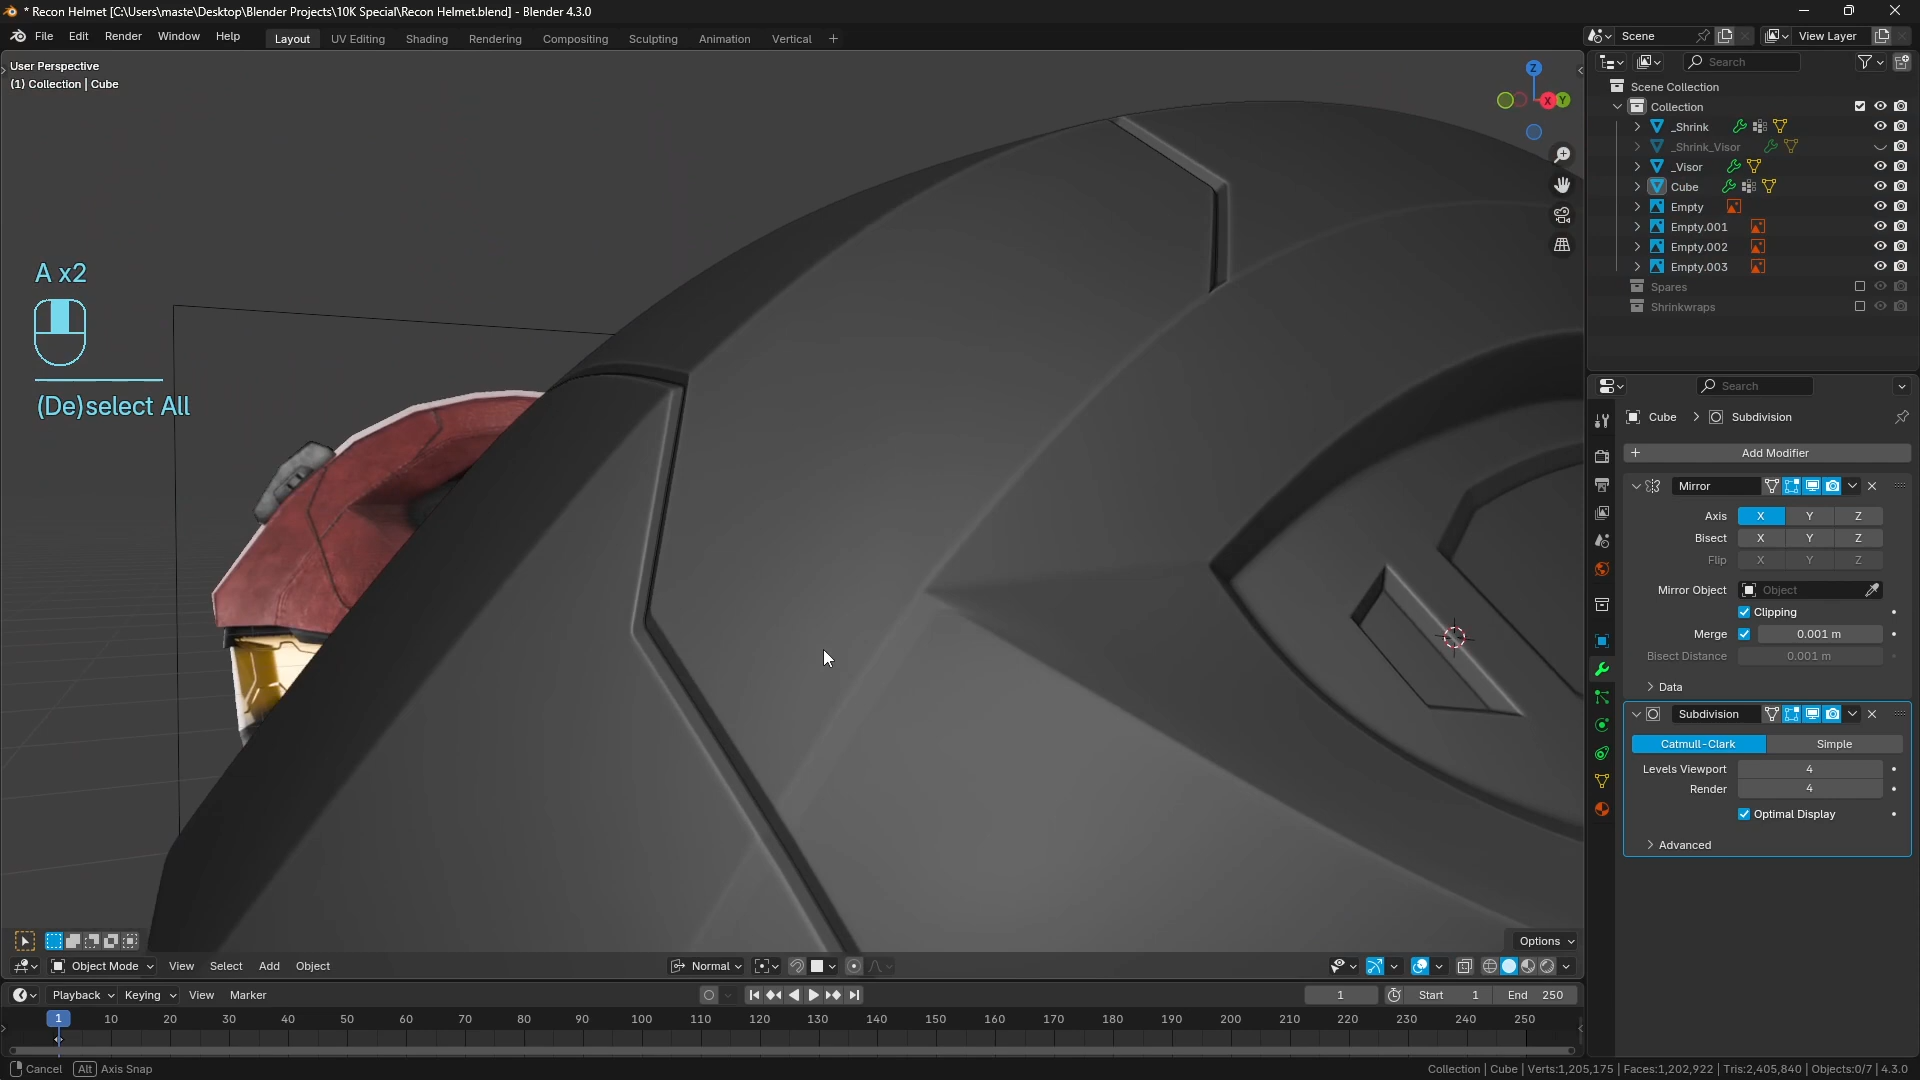 * Recon Helmet [C:\Users\maste\Desktop\Blender Projects\10K Special\Recon Helmet.blend] - Blender 4.3.0
File Edit Render Window Help Layout UV Editing Shading Rendering Compositing Sculpting Animation Vertical + Scene View Layer
User Perspective
(1) Collection | Cube
Z
X
Y
A x2
(De)select All
Search
Scene Collection
Collection
_Shrink
_Shrink_Visor
_Visor
Cube
Empty
Empty.001
Empty.002
Empty.003
Spares
Shrinkwraps
Search
Cube > Subdivision
+ Add Modifier
Mirror
Axis X Y Z
Bisect X Y Z
Flip X Y Z
Mirror Object Object
Clipping
Merge 0.001 m
Bisect Distance 0.001 m
Data
Subdivision
Catmull-Clark Simple
Levels Viewport 4
Render 4
Optimal Display
Advanced
Options
Object Mode View Select Add Object Normal
Playback Keying View Marker 1 Start 1 End 250
1 10 20 30 40 50 60 70 80 90 100 110 120 130 140 150 160 170 180 190 200 210 220 230 240 250
Cancel Alt Axis Snap Collection | Cube | Verts:1,205,175 | Faces:1,202,922 | Tris:2,405,840 | Objects:0/7 | 4.3.0